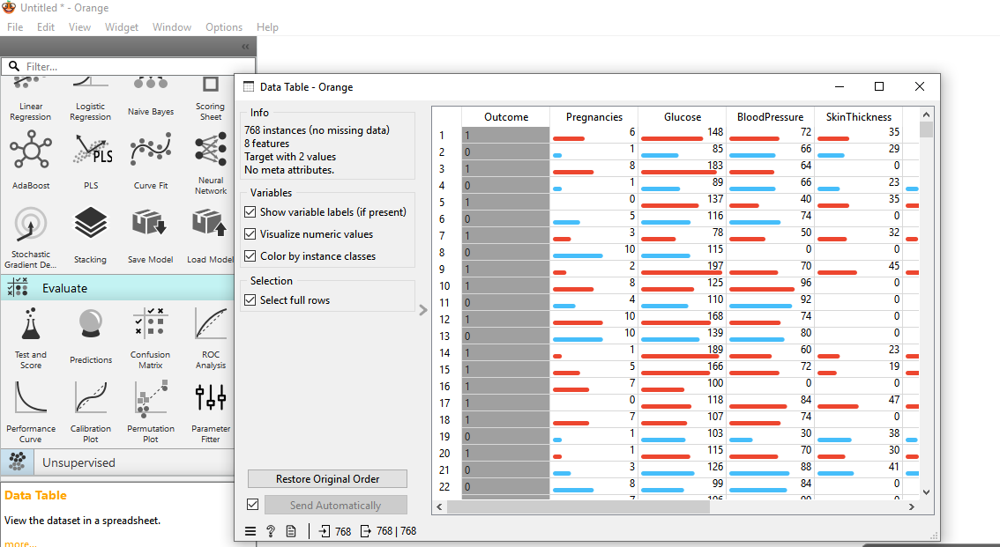 Untitled * - Orange
File Edit View Widget Window Options Help
Filter...
Linear Regression
Logistic Regression
Naive Bayes
Scoring Sheet
AdaBoost
PLS
PLS
Curve Fit
Neural Network
Stochastic Gradient De...
Stacking
Save Model
Load Model
Evaluate
Test and Score
Predictions
Confusion Matrix
ROC Analysis
Performance Curve
Calibration Plot
Permutation Plot
Parameter Fitter
Unsupervised
Data Table
View the dataset in a spreadsheet.
more...
Data Table - Orange
Info
768 instances (no missing data)
8 features
Target with 2 values
No meta attributes.
Variables
Show variable labels (if present)
Visualize numeric values
Color by instance classes
Selection
Select full rows
Restore Original Order
Send Automatically
768 768 | 768
Outcome Pregnancies Glucose BloodPressure SkinThickness
1 1 6 148 72 35
2 0 1 85 66 29
3 1 8 183 64 0
4 0 1 89 66 23
5 1 0 137 40 35
6 0 5 116 74 0
7 1 3 78 50 32
8 0 10 115 0 0
9 1 2 197 70 45
10 1 8 125 96 0
11 0 4 110 92 0
12 1 10 168 74 0
13 0 10 139 80 0
14 1 1 189 60 23
15 1 5 166 72 19
16 1 7 100 0 0
17 1 0 118 84 47
18 1 7 107 74 0
19 0 1 103 30 38
20 1 1 115 70 30
21 0 3 126 88 41
22 0 8 99 84 0